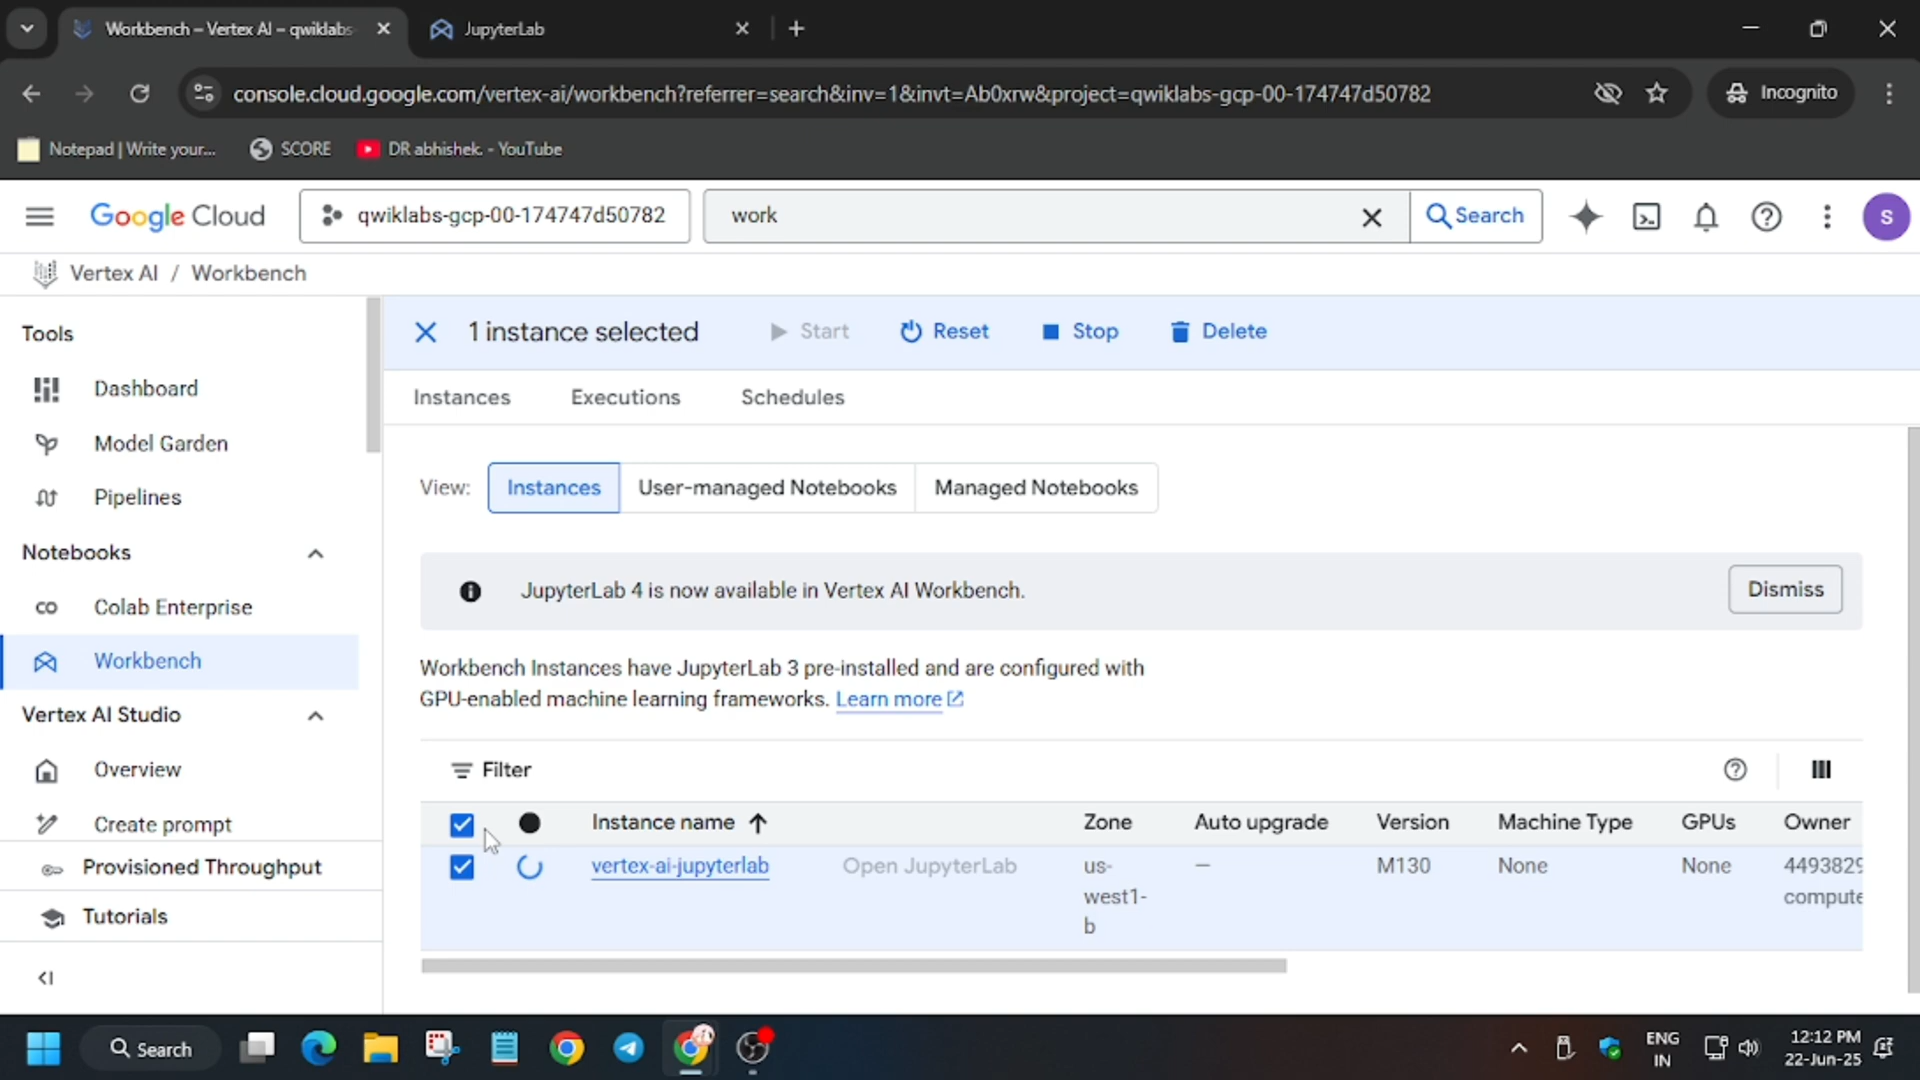 Workbench – Vertex AI – qwiklabs-
JupyterLab
console.cloud.google.com/vertex-ai/workbench?referrer=search&inv=1&invt=Ab0xrw&project=qwiklabs-gcp-00-174747d50782
Incognito
Notepad | Write your...
SCORE
DR abhishek. - YouTube
Google Cloud
qwiklabs-gcp-00-174747d50782
work
Search
S
Vertex AI / Workbench
Tools
Dashboard
Model Garden
Pipelines
Notebooks
Colab Enterprise
Workbench
Vertex AI Studio
Overview
Create prompt
Provisioned Throughput
Tutorials
1 instance selected
Start
Reset
Stop
Delete
Instances
Executions
Schedules
View:
Instances
User-managed Notebooks
Managed Notebooks
JupyterLab 4 is now available in Vertex AI Workbench.
Dismiss
Workbench Instances have JupyterLab 3 pre-installed and are configured with
GPU-enabled machine learning frameworks. Learn more
Filter
Instance name
Zone
Auto upgrade
Version
Machine Type
GPUs
Owner
vertex-ai-jupyterlab
Open JupyterLab
us-
west1-
b
—
M130
None
None
4493829
compute
Search
ENG
IN
12:12 PM
22-Jun-25